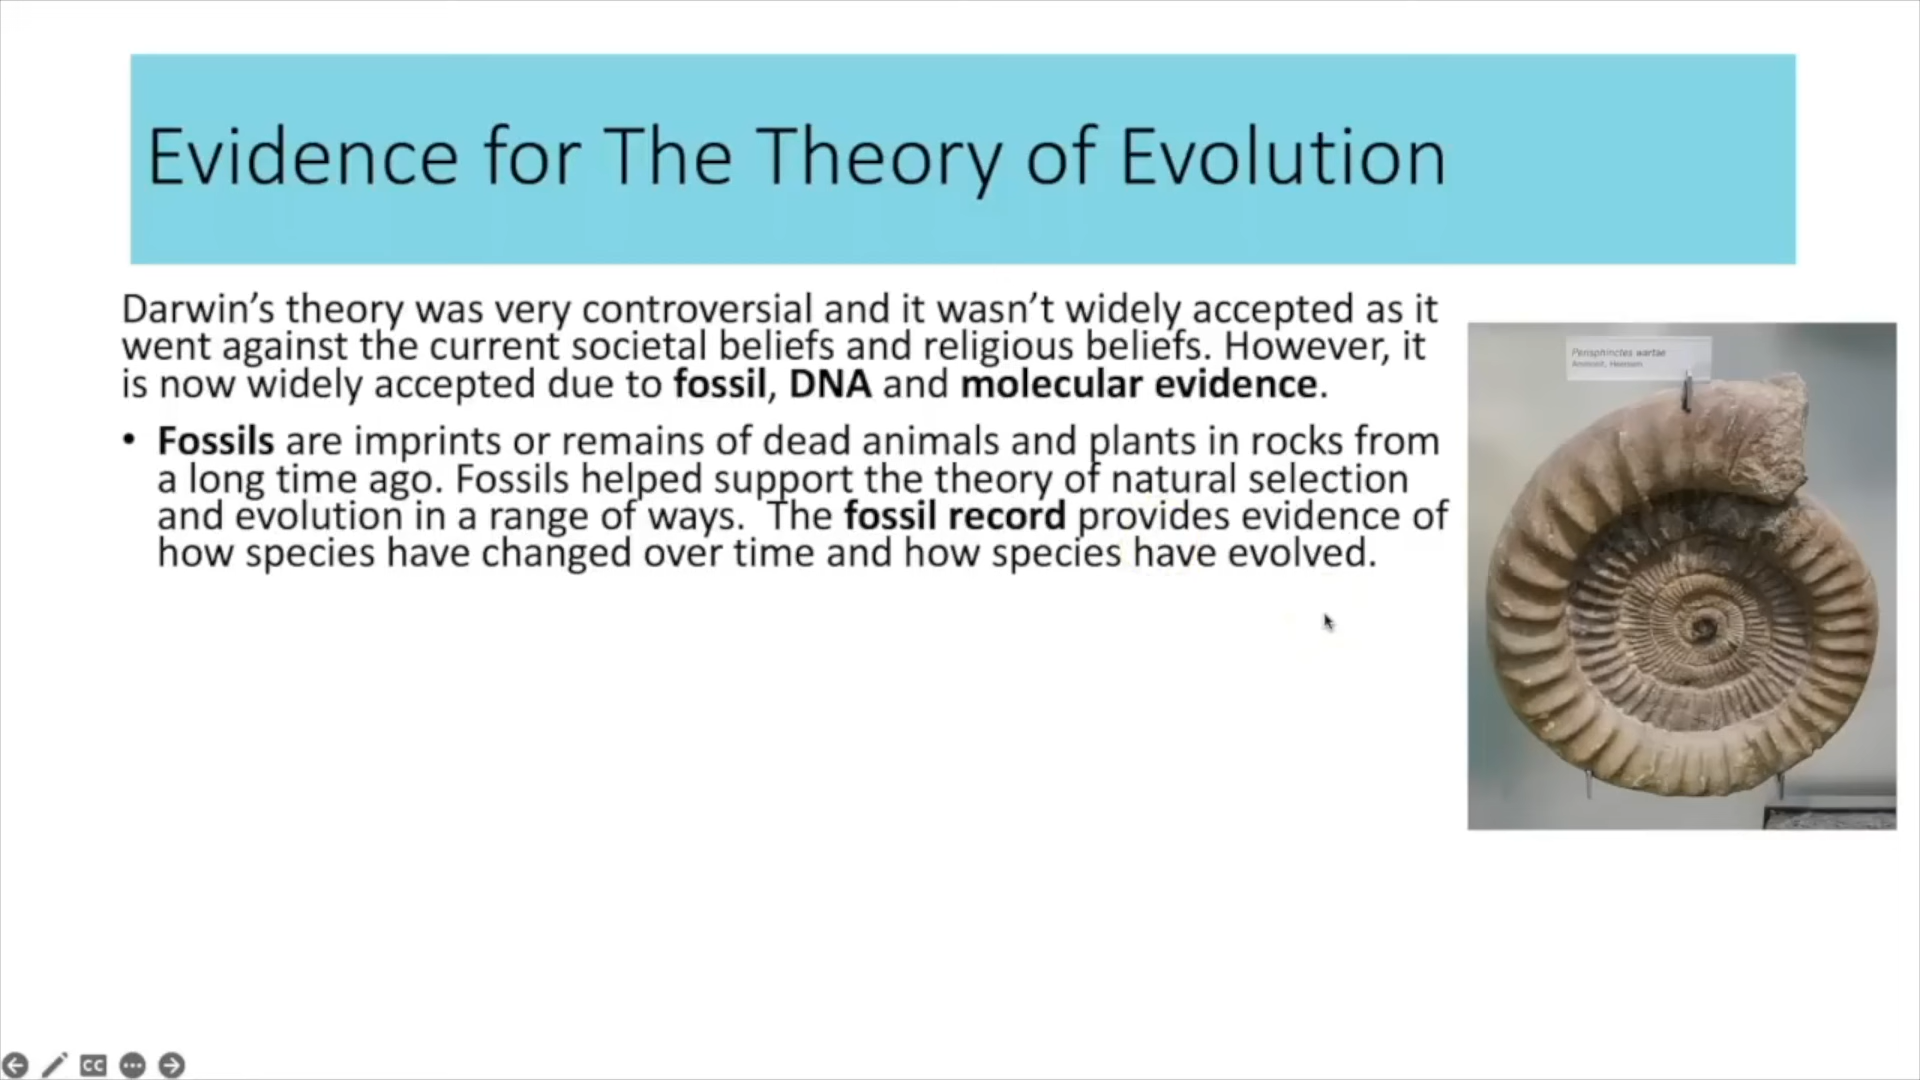 Evidence for The Theory of Evolution
Darwin’s theory was very controversial and it wasn’t widely accepted as it
went against the current societal beliefs and religious beliefs. However, it
is now widely accepted due to fossil, DNA and molecular evidence.
• Fossils are imprints or remains of dead animals and plants in rocks from
a long time ago. Fossils helped support the theory of natural selection
and evolution in a range of ways.  The fossil record provides evidence of
how species have changed over time and how species have evolved.
Perisphinctes wartae
CC